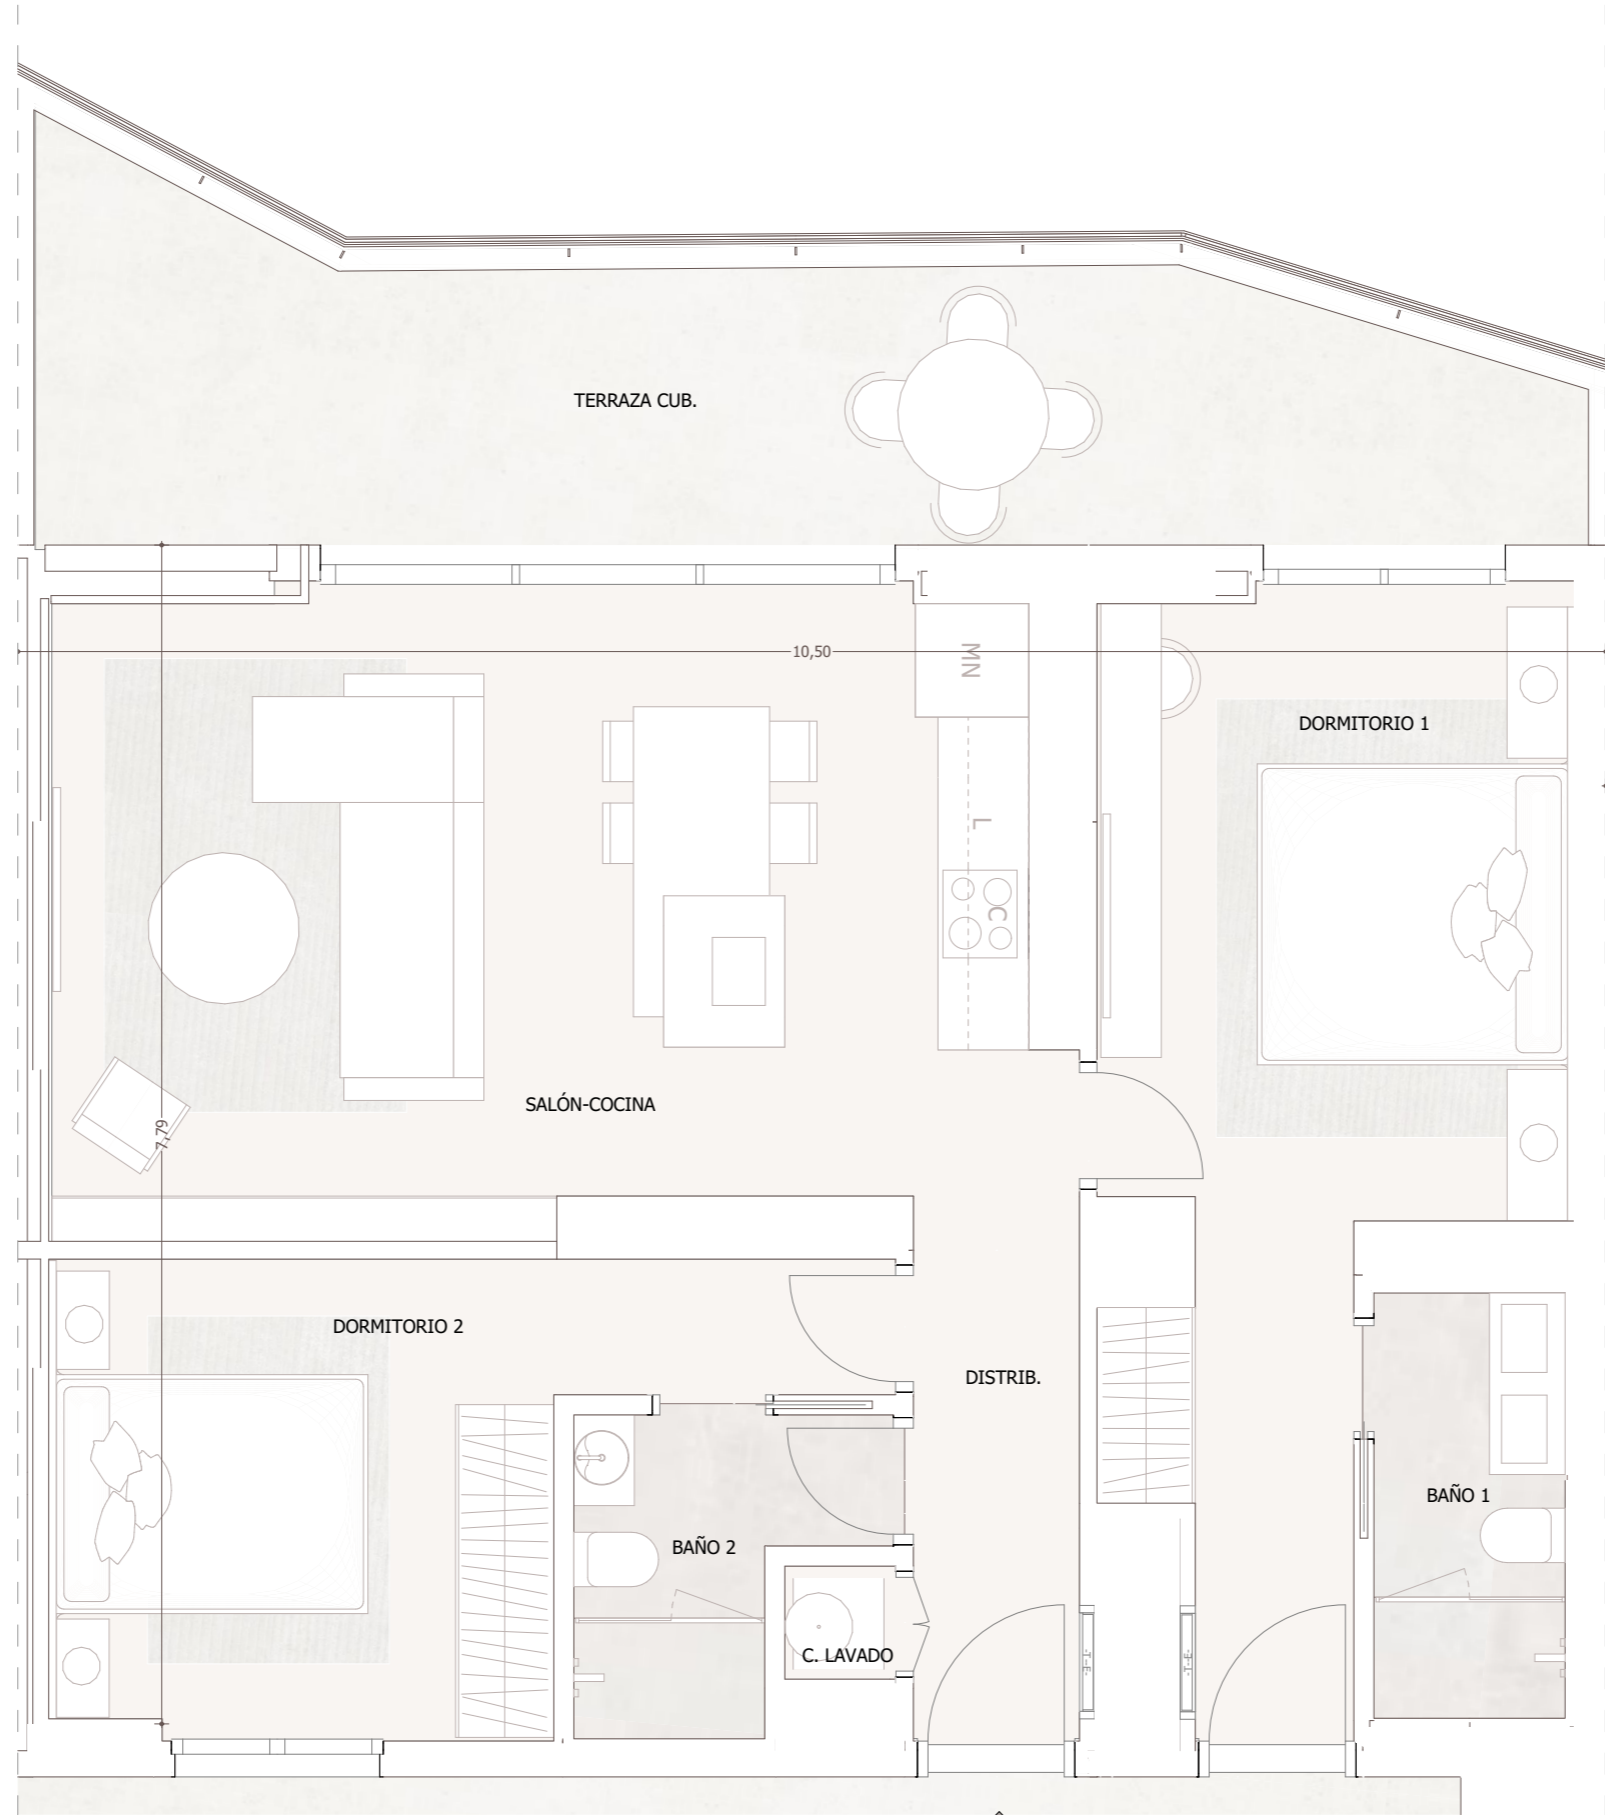 TERRAZA CUB.
10,50
MN
DORMITORIO 1
L
C
SALÓN-COCINA
7,79
DORMITORIO 2
DISTRIB.
BAÑO 1
BAÑO 2
C. LAVADO
-T-E-
-T-E-